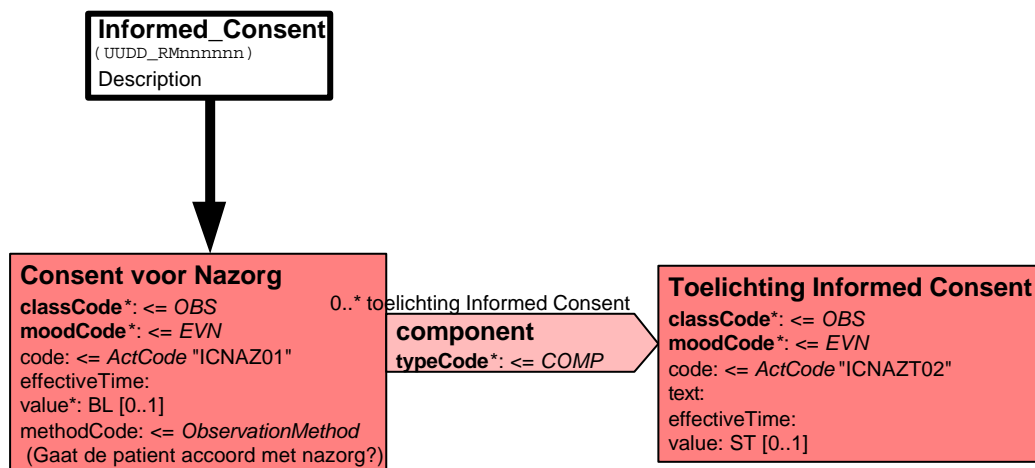 Informed_Consent
(UUDD_RMnnnnnn)
Description
Consent voor Nazorg
classCode*: <= OBS
moodCode*: <= EVN
code: <= ActCode "ICNAZ01"
effectiveTime:
value*: BL [0..1]
methodCode: <= ObservationMethod
(Gaat de patient accoord met nazorg?)
0..* toelichting Informed Consent
component
typeCode*: <= COMP
Toelichting Informed Consent
classCode*: <= OBS
moodCode*: <= EVN
code: <= ActCode "ICNAZT02"
text:
effectiveTime:
value: ST [0..1]